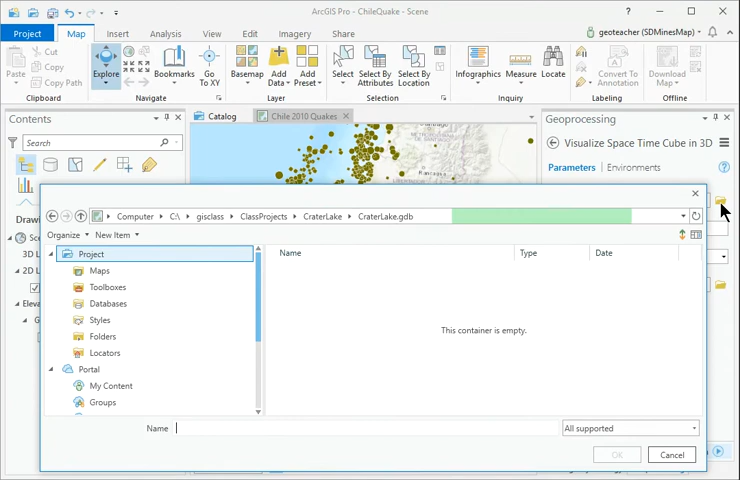 ArcGIS Pro - ChileQuake - Scene
Project Map Insert Analysis View Edit Imagery Share
geoteacher (SDMinesMap)
Paste
Cut
Copy
Copy Path
Explore
Bookmarks
Go To XY
Basemap
Add Data
Add Preset
Select
Select By Attributes
Select By Location
Infographics
Measure
Locate
Convert To Annotation
Download Map
Clipboard Navigate Layer Selection Inquiry Labeling Offline
Contents
Search
Catalog
Chile 2010 Quakes
Geoprocessing
Visualize Space Time Cube in 3D
Parameters Environments
Rancagua
Computer C:\ gisclass ClassProjects CraterLake CraterLake.gdb
Organize New Item
Project
Maps
Toolboxes
Databases
Styles
Folders
Locators
Portal
My Content
Groups
Name Type Date
This container is empty.
Name
All supported
OK Cancel